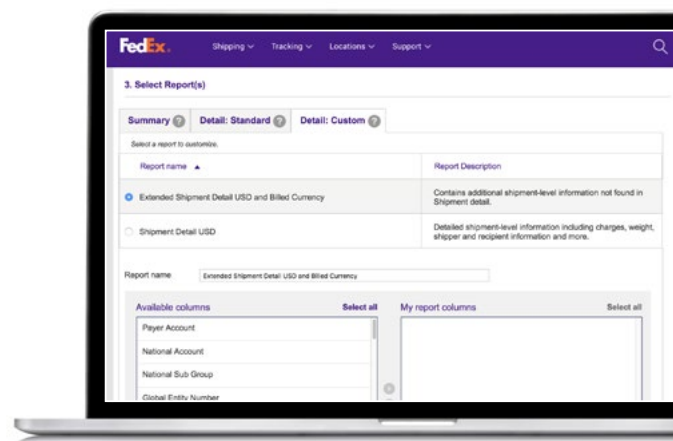 FedEx. Shipping Tracking Locations Support
3. Select Report(s)
Summary ? Detail: Standard ? Detail: Custom ?
Select a report to customize.
Report name Report Description
Extended Shipment Detail USD and Billed Currency
Contains additional shipment-level information not found in
Shipment detail.
Shipment Detail USD
Detailed shipment-level information including charges, weight,
shipper and recipient information and more.
Report name Extended Shipment Detail USD and Billed Currency
Available columns Select all My report columns Select all
Payer Account
National Account
National Sub Group
Global Entity Number